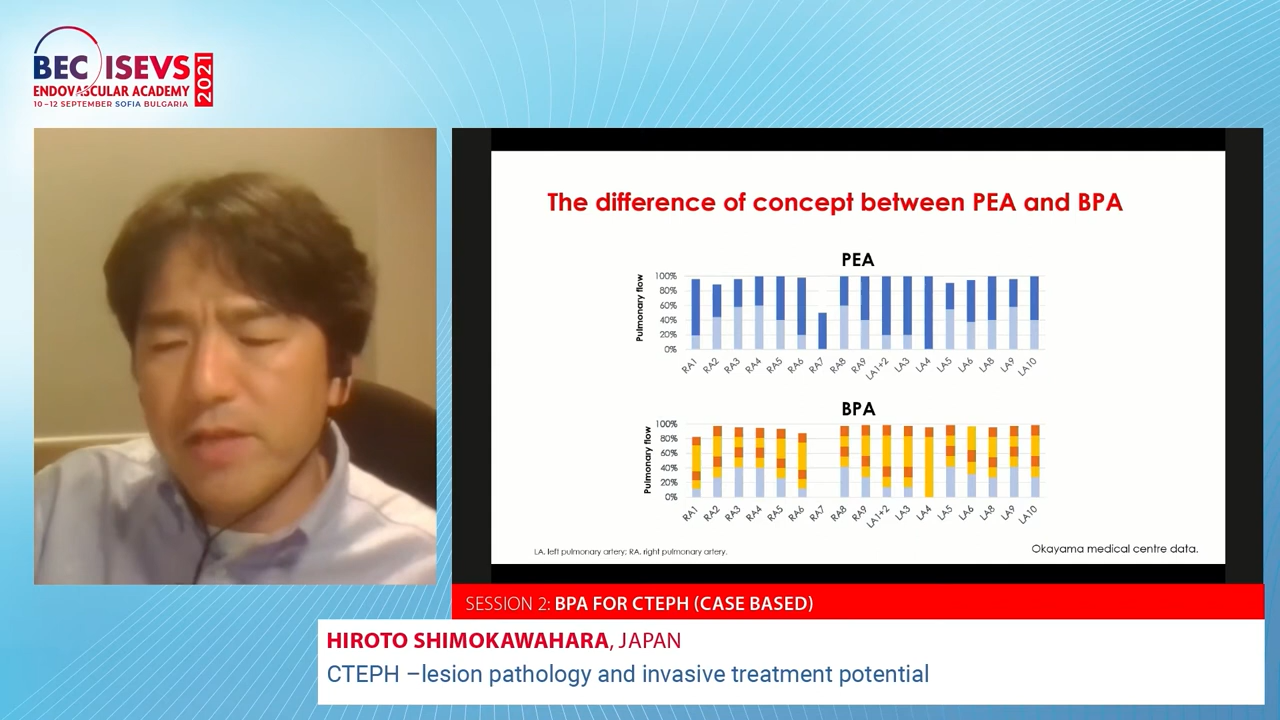 BEC ISEVS
ENDOVASCULAR ACADEMY
10–12 SEPTEMBER SOFIA BULGARIA
2021
The difference of concept between PEA and BPA
PEA
Pulmonary flow
100%
80%
60%
40%
20%
0%
RA1 RA2 RA3 RA4 RA5 RA6 RA7 RA8 RA9 LA1+2 LA3 LA4 LA5 LA6 LA8 LA9 LA10
BPA
Pulmonary flow
100%
80%
60%
40%
20%
0%
RA1 RA2 RA3 RA4 RA5 RA6 RA7 RA8 RA9 LA1+2 LA3 LA4 LA5 LA6 LA8 LA9 LA10
LA, left pulmonary artery; RA, right pulmonary artery.
Okayama medical centre data.
SESSION 2: BPA FOR CTEPH (CASE BASED)
HIROTO SHIMOKAWAHARA, JAPAN
CTEPH –lesion pathology and invasive treatment potential